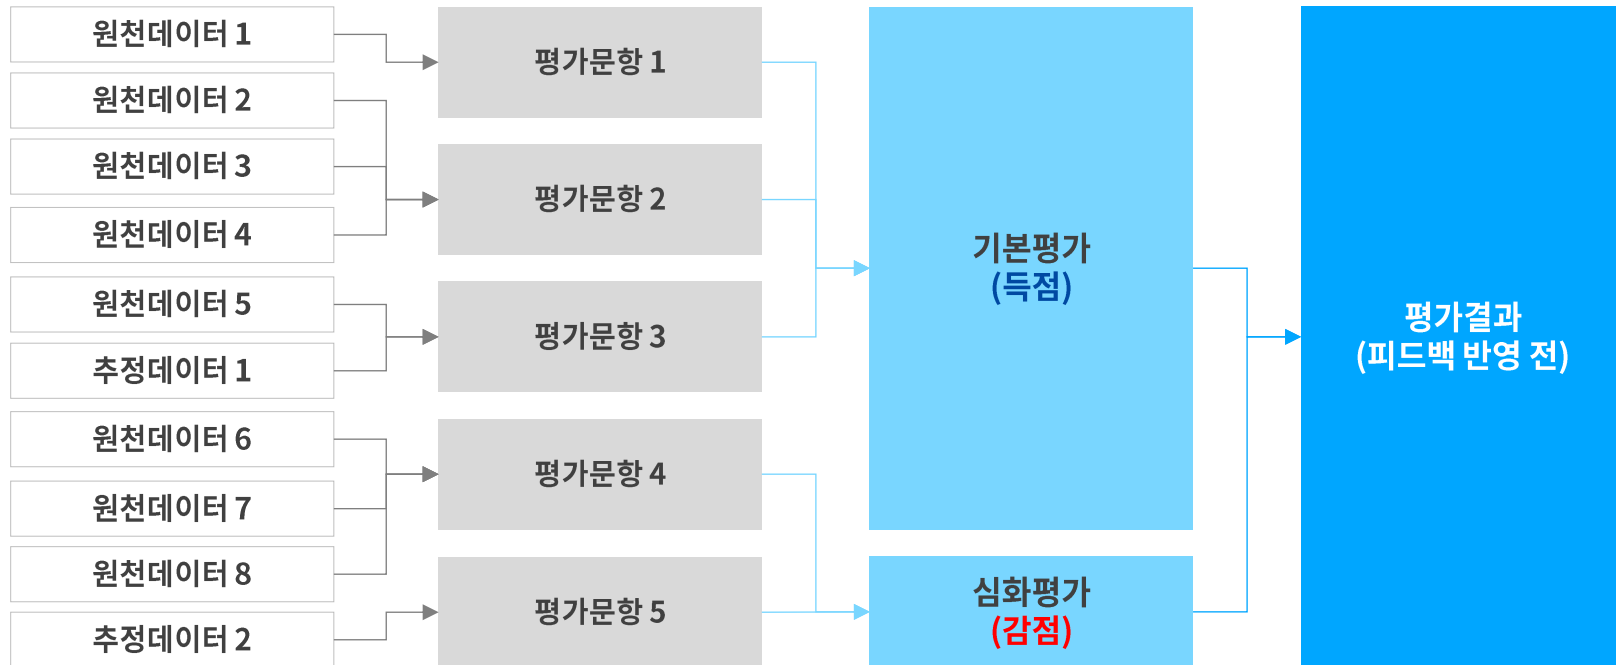 원천데이터 1
원천데이터 2
원천데이터 3
원천데이터 4
원천데이터 5
추정데이터 1
원천데이터 6
원천데이터 7
원천데이터 8
추정데이터 2
평가문항 1
평가문항 2
평가문항 3
평가문항 4
평가문항 5
기본평가
(득점)
심화평가
(감점)
평가결과
(피드백 반영 전)